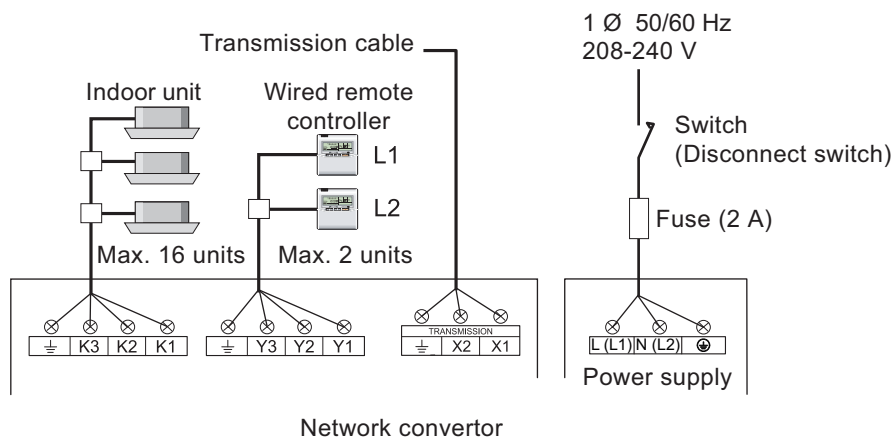 1 Ø 50/60 Hz
208-240 V
Transmission cable
Indoor unit
Wired remote
controller
L1
L2
Switch
(Disconnect switch)
Fuse (2 A)
Max. 16 units
Max. 2 units
TRANSMISSION
K3 K2 K1
Y3 Y2 Y1
X2 X1
L (L1) N (L2)
Power supply
Network convertor